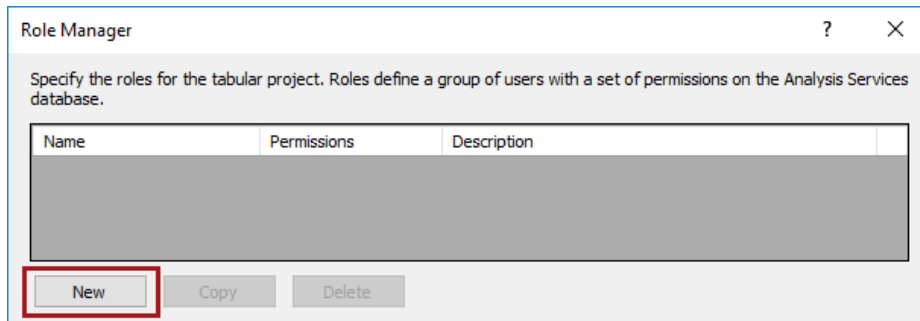 Role Manager
?
Specify the roles for the tabular project. Roles define a group of users with a set of permissions on the Analysis Services
database.
Name Permissions Description
New Copy Delete